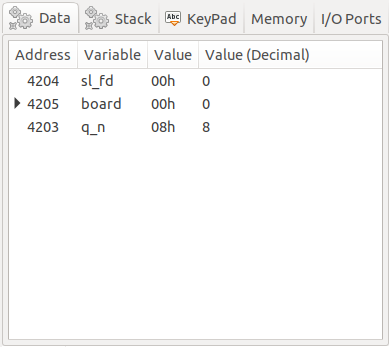 Data Stack Abc KeyPad Memory I/O Ports
Address Variable Value Value (Decimal)
4204 sl_fd 00h 0
4205 board 00h 0
4203 q_n 08h 8